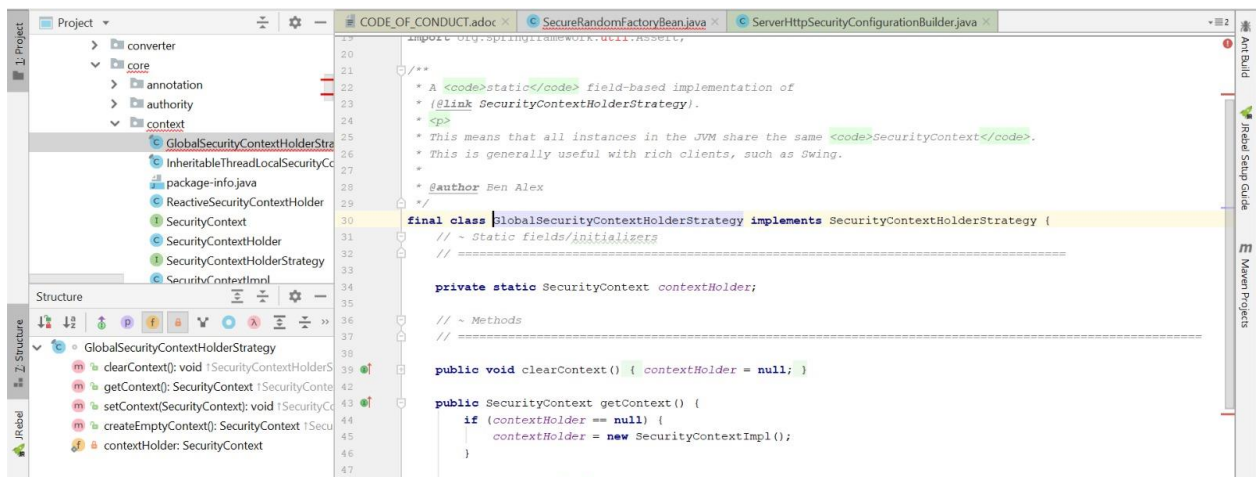 Project
CODE_OF_CONDUCT.adoc
SecureRandomFactoryBean.java
ServerHttpSecurityConfigurationBuilder.java
2
1: Project
converter
core
annotation
authority
context
GlobalSecurityContextHolderStra
InheritableThreadLocalSecurityCo
package-info.java
ReactiveSecurityContextHolder
SecurityContext
SecurityContextHolder
SecurityContextHolderStrategy
SecurityContextImpl
Structure
Z: Structure
GlobalSecurityContextHolderStrategy
clearContext(): void ↑SecurityContextHolderS
getContext(): SecurityContext ↑SecurityConte
setContext(SecurityContext): void ↑SecurityCo
createEmptyContext(): SecurityContext ↑Secu
contextHolder: SecurityContext
JRebel
19 import org.springframework.util.Assert;
20
21 /**
22 * A <code>static</code> field-based implementation of
23 * {@link SecurityContextHolderStrategy}.
24 * <p>
25 * This means that all instances in the JVM share the same <code>SecurityContext</code>.
26 * This is generally useful with rich clients, such as Swing.
27 *
28 * @author Ben Alex
29 */
30 final class GlobalSecurityContextHolderStrategy implements SecurityContextHolderStrategy {
31 // ~ Static fields/initializers
32 // =====================================================================================
33
34 private static SecurityContext contextHolder;
35
36 // ~ Methods
37 // ========================================================================================================
38
39 public void clearContext() { contextHolder = null; }
42
43 public SecurityContext getContext() {
44 if (contextHolder == null) {
45 contextHolder = new SecurityContextImpl();
46 }
47
Ant Build
JRebel Setup Guide
Maven Projects